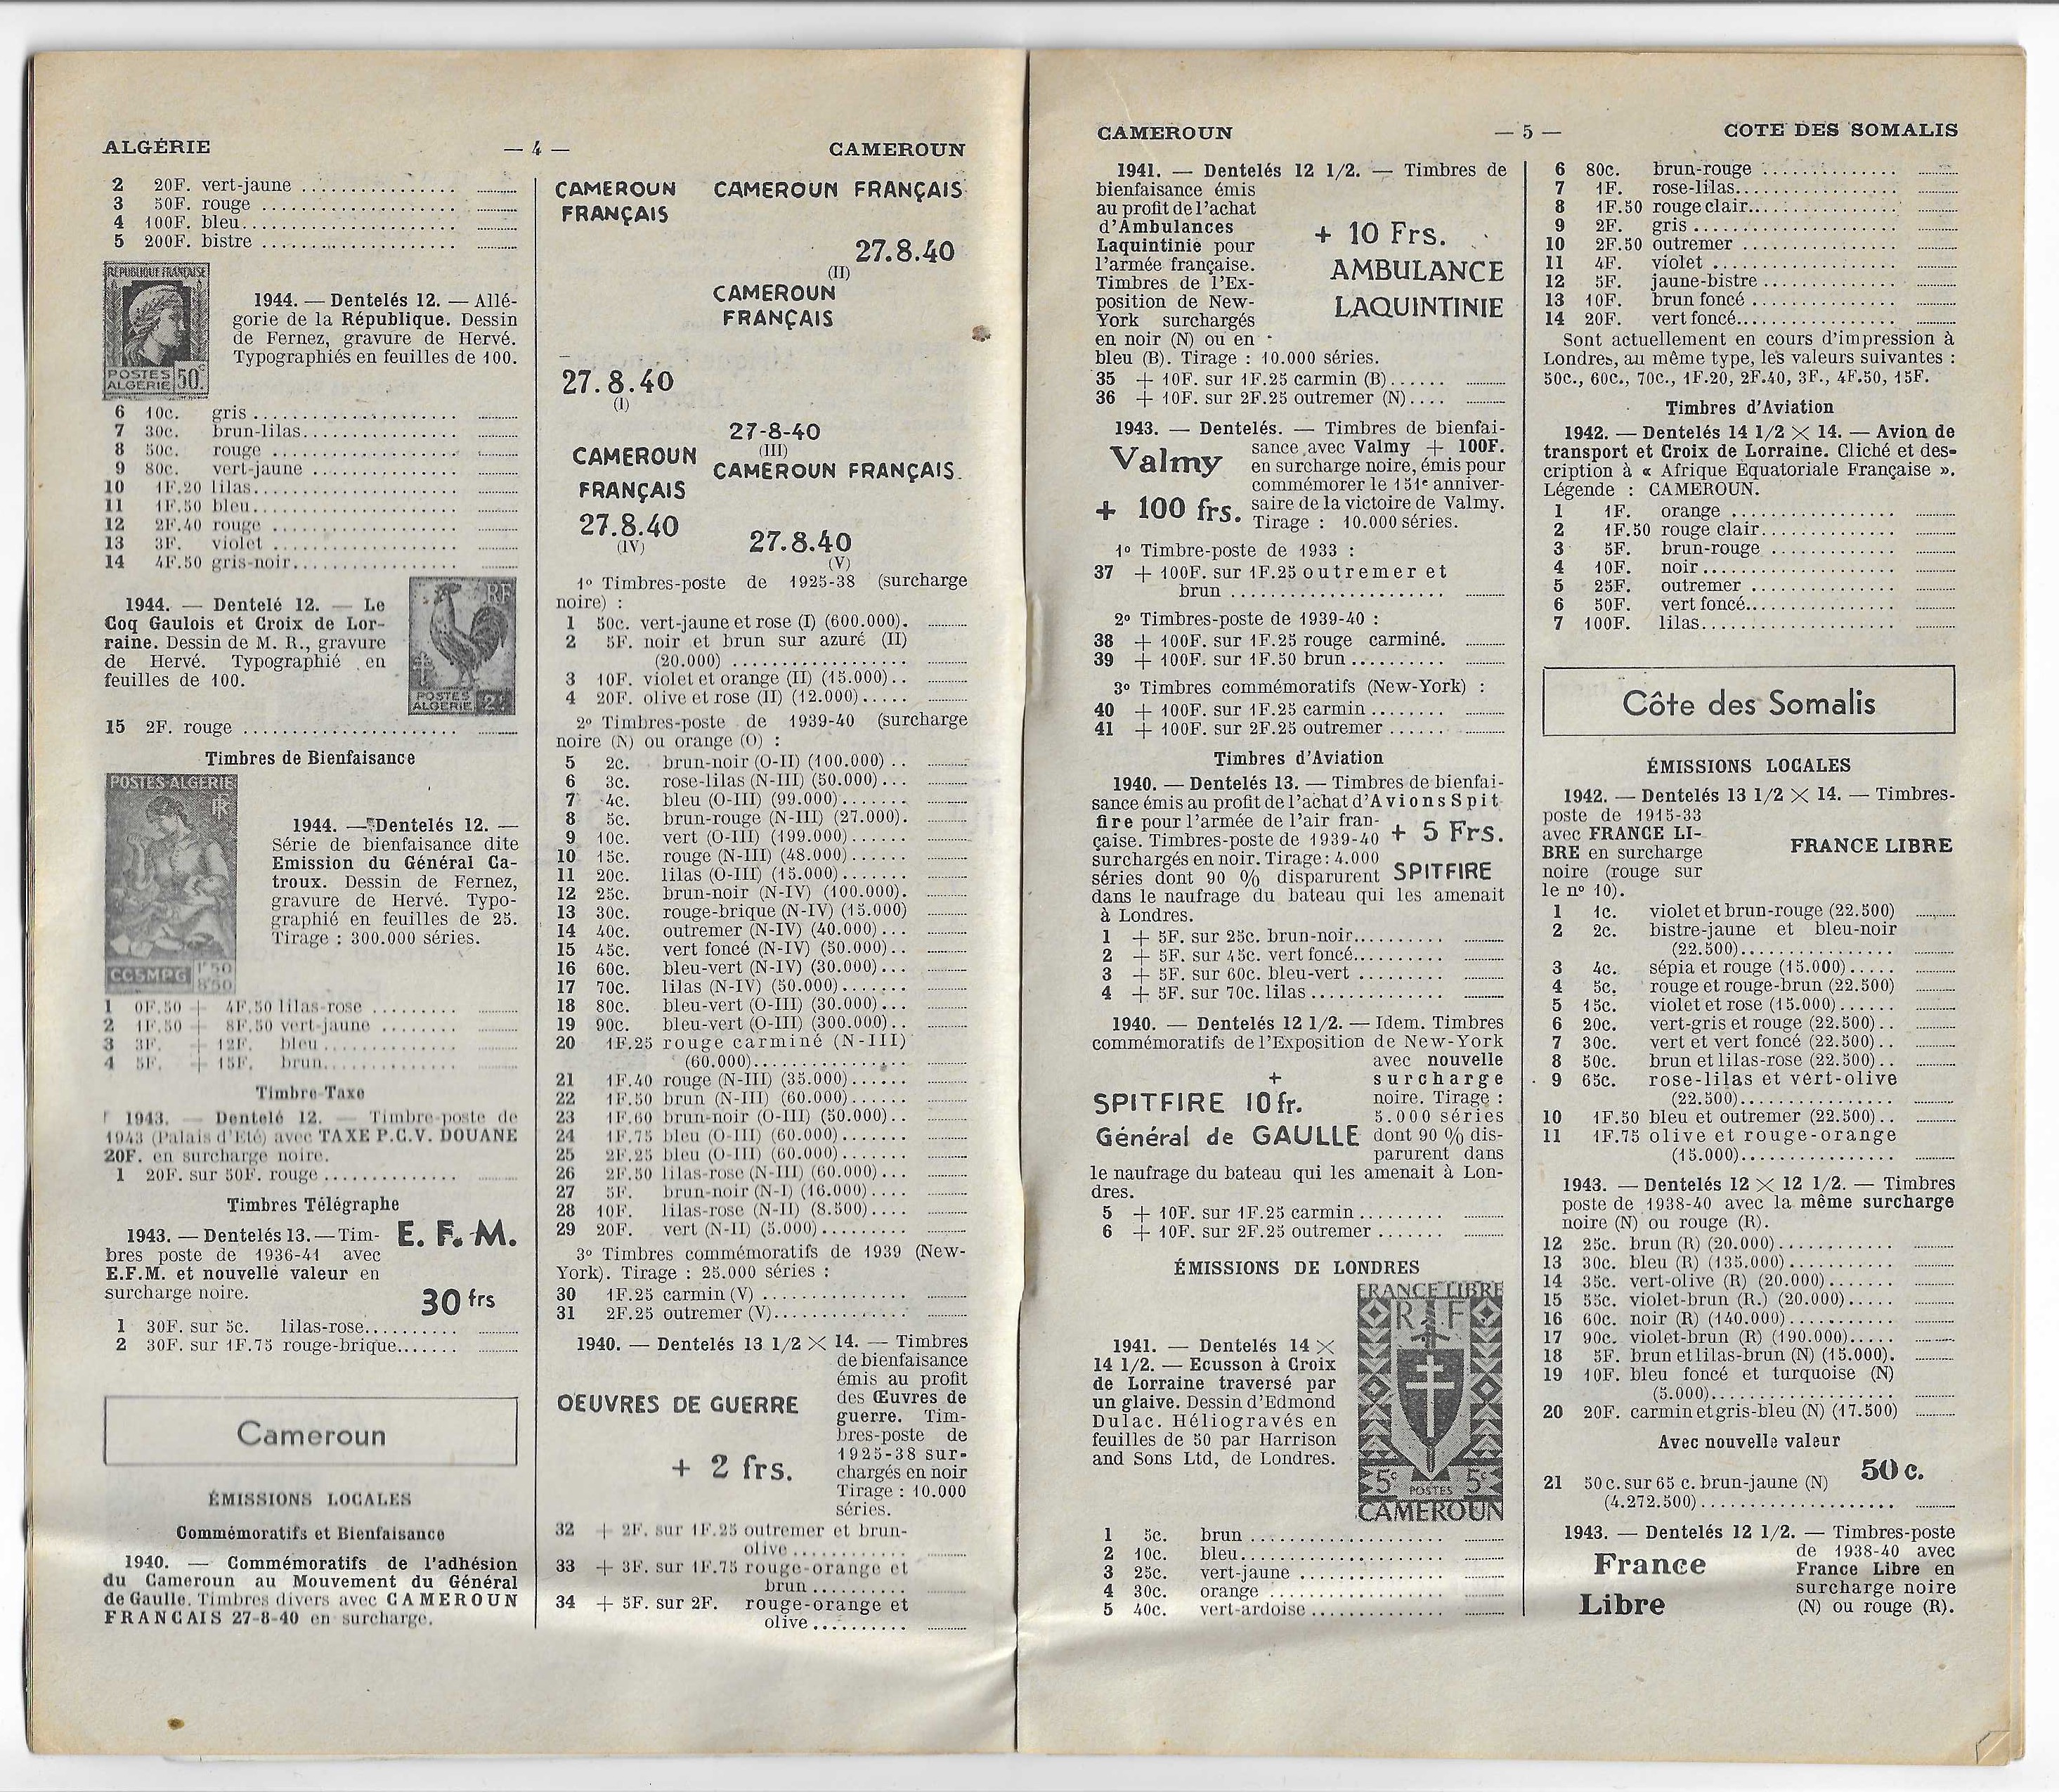 ALGÉRIE — 4 — CAMEROUN
2 20F. vert-jaune
3 50F. rouge
4 100F. bleu
5 200F. bistre
RÉPUBLIQUE FRANÇAISE
POSTES
ALGÉRIE 50c.
1944. — Dentelés 12. — Allé-
gorie de la République. Dessin
de Fernez, gravure de Hervé.
Typographiés en feuilles de 100.
6 10c. gris
7 30c. brun-lilas
8 50c. rouge
9 80c. vert-jaune
10 1F.20 lilas
11 1F.50 bleu
12 2F.40 rouge
13 3F. violet
14 4F.50 gris-noir
1944. — Dentelé 12. — Le
Coq Gaulois et Croix de Lor-
raine. Dessin de M. R., gravure
de Hervé. Typographié en
feuilles de 100.
RF
POSTES
ALGERIE 2F
15 2F. rouge
Timbres de Bienfaisance
POSTES-ALGERIE
RF
CCSMPG 1F50
8F50
1944. — Dentelés 12. —
Série de bienfaisance dite
Emission du Général Ca-
troux. Dessin de Fernez,
gravure de Hervé. Typo-
graphié en feuilles de 25.
Tirage : 300.000 séries.
1 0F.50 + 4F.50 lilas-rose
2 1F.50 + 8F.50 vert-jaune
3 3F. + 12F. bleu
4 5F. + 15F. brun
Timbre-Taxe
1943. — Dentelé 12. — Timbre-poste de
1943 (Palais d'Eté) avec TAXE P.C.V. DOUANE
20F. en surcharge noire.
1 20F. sur 50F. rouge
Timbres Télégraphe
1943. — Dentelés 13. — Tim-
bres poste de 1936-41 avec
E.F.M. et nouvelle valeur en
surcharge noire.
E. F. M.
30 frs
1 30F. sur 5c. lilas-rose
2 30F. sur 1F.75 rouge-brique
Cameroun
ÉMISSIONS LOCALES
Commémoratifs et Bienfaisance
1940. — Commémoratifs de l'adhésion
du Cameroun au Mouvement du Général
de Gaulle. Timbres divers avec CAMEROUN
FRANCAIS 27-8-40 en surcharge.
CAMEROUN
FRANÇAIS
27.8.40
(I)
CAMEROUN FRANÇAIS
27.8.40
(II)
CAMEROUN
FRANÇAIS
27-8-40
(III)
CAMEROUN
FRANÇAIS
27.8.40
(IV)
CAMEROUN FRANÇAIS
27.8.40
(V)
1o Timbres-poste de 1925-38 (surcharge
noire) :
1 50c. vert-jaune et rose (I) (600.000).
2 5F. noir et brun sur azuré (II)
(20.000)
3 10F. violet et orange (II) (15.000)
4 20F. olive et rose (II) (12.000)
2o Timbres-poste de 1939-40 (surcharge
noire (N) ou orange (O) :
5 2c. brun-noir (O-II) (100.000)
6 3c. rose-lilas (N-III) (50.000)
7 4c. bleu (O-III) (99.000)
8 5c. brun-rouge (N-III) (27.000).
9 10c. vert (O-III) (199.000)
10 15c. rouge (N-III) (48.000)
11 20c. lilas (O-III) (15.000)
12 25c. brun-noir (N-IV) (100.000).
13 30c. rouge-brique (N-IV) (15.000)
14 40c. outremer (N-IV) (40.000)
15 45c. vert foncé (N-IV) (50.000)
16 60c. bleu-vert (N-IV) (30.000)
17 70c. lilas (N-IV) (50.000)
18 80c. bleu-vert (O-III) (30.000)
19 90c. bleu-vert (O-III) (300.000)
20 1F.25 rouge carminé (N-III)
(60.000)
21 1F.40 rouge (N-III) (35.000)
22 1F.50 brun (N-III) (60.000)
23 1F.60 brun-noir (O-III) (50.000)
24 1F.75 bleu (O-III) (60.000)
25 2F.25 bleu (O-III) (60.000)
26 2F.50 lilas-rose (N-III) (60.000)
27 5F. brun-noir (N-I) (16.000)
28 10F. lilas-rose (N-II) (8.500)
29 20F. vert (N-II) (5.000)
3o Timbres commémoratifs de 1939 (New-
York). Tirage : 25.000 séries :
30 1F.25 carmin (V)
31 2F.25 outremer (V)
1940. — Dentelés 13 1/2 × 14. — Timbres
de bienfaisance
émis au profit
des Œuvres de
guerre. Tim-
bres-poste de
1925-38 sur-
chargés en noir
Tirage : 10.000
séries.
OEUVRES DE GUERRE
+ 2 frs.
32 + 2F. sur 1F.25 outremer et brun-
olive
33 + 3F. sur 1F.75 rouge-orange et
brun
34 + 5F. sur 2F. rouge-orange et
olive
CAMEROUN — 5 — COTE DES SOMALIS
1941. — Dentelés 12 1/2. — Timbres de
bienfaisance émis
au profit de l'achat
d'Ambulances
Laquintinie pour
l'armée française.
Timbres de l'Ex-
position de New-
York surchargés
en noir (N) ou en
bleu (B). Tirage : 10.000 séries.
+ 10 Frs.
AMBULANCE
LAQUINTINIE
35 + 10F. sur 1F.25 carmin (B)
36 + 10F. sur 2F.25 outremer (N)
1943. — Dentelés. — Timbres de bienfai-
sance avec Valmy + 100F.
en surcharge noire, émis pour
commémorer le 151e anniver-
saire de la victoire de Valmy.
Tirage : 10.000 séries.
Valmy
+ 100 frs.
1o Timbre-poste de 1933 :
37 + 100F. sur 1F.25 outremer et
brun
2o Timbres-poste de 1939-40 :
38 + 100F. sur 1F.25 rouge carminé.
39 + 100F. sur 1F.50 brun
3o Timbres commémoratifs (New-York) :
40 + 100F. sur 1F.25 carmin
41 + 100F. sur 2F.25 outremer
Timbres d'Aviation
1940. — Dentelés 13. — Timbres de bienfai-
sance émis au profit de l'achat d'Avions Spit
fire pour l'armée de l'air fran-
çaise. Timbres-poste de 1939-40
surchargés en noir. Tirage : 4.000
séries dont 90 % disparurent
dans le naufrage du bateau qui les amenait
à Londres.
+ 5 Frs.
SPITFIRE
1 + 5F. sur 25c. brun-noir
2 + 5F. sur 45c. vert foncé
3 + 5F. sur 60c. bleu-vert
4 + 5F. sur 70c. lilas
1940. — Dentelés 12 1/2. — Idem. Timbres
commémoratifs de l'Exposition de New-York
avec nouvelle
surcharge
noire. Tirage :
5.000 séries
dont 90 % dis-
parurent dans
le naufrage du bateau qui les amenait à Lon-
dres.
+
SPITFIRE 10 fr.
Général de GAULLE
5 + 10F. sur 1F.25 carmin
6 + 10F. sur 2F.25 outremer
ÉMISSIONS DE LONDRES
1941. — Dentelés 14 ×
14 1/2. — Ecusson à Croix
de Lorraine traversé par
un glaive. Dessin d'Edmond
Dulac. Héliogravés en
feuilles de 50 par Harrison
and Sons Ltd, de Londres.
FRANCE LIBRE
R F
5c POSTES 5c
CAMEROUN
1 5c. brun
2 10c. bleu
3 25c. vert-jaune
4 30c. orange
5 40c. vert-ardoise
6 80c. brun-rouge
7 1F. rose-lilas
8 1F.50 rouge clair
9 2F. gris
10 2F.50 outremer
11 4F. violet
12 5F. jaune-bistre
13 10F. brun foncé
14 20F. vert foncé
Sont actuellement en cours d'impression à
Londres, au même type, les valeurs suivantes :
50c., 60c., 70c., 1F.20, 2F.40, 3F., 4F.50, 15F.
Timbres d'Aviation
1942. — Dentelés 14 1/2 × 14. — Avion de
transport et Croix de Lorraine. Cliché et des-
cription à « Afrique Equatoriale Française ».
Légende : CAMEROUN.
1 1F. orange
2 1F.50 rouge clair
3 5F. brun-rouge
4 10F. noir
5 25F. outremer
6 50F. vert foncé
7 100F. lilas
Côte des Somalis
ÉMISSIONS LOCALES
1942. — Dentelés 13 1/2 × 14. — Timbres-
poste de 1915-33
avec FRANCE LI-
BRE en surcharge
noire (rouge sur
le no 10).
FRANCE LIBRE
1 1c. violet et brun-rouge (22.500)
2 2c. bistre-jaune et bleu-noir
(22.500)
3 4c. sépia et rouge (15.000)
4 5c. rouge et rouge-brun (22.500)
5 15c. violet et rose (15.000)
6 20c. vert-gris et rouge (22.500)
7 30c. vert et vert foncé (22.500)
8 50c. brun et lilas-rose (22.500)
9 65c. rose-lilas et vert-olive
(22.500)
10 1F.50 bleu et outremer (22.500)
11 1F.75 olive et rouge-orange
(15.000)
1943. — Dentelés 12 × 12 1/2. — Timbres
poste de 1938-40 avec la même surcharge
noire (N) ou rouge (R).
12 25c. brun (R) (20.000)
13 30c. bleu (R) (135.000)
14 35c. vert-olive (R) (20.000)
15 55c. violet-brun (R.) (20.000)
16 60c. noir (R) (140.000)
17 90c. violet-brun (R) (190.000)
18 5F. brun et lilas-brun (N) (15.000).
19 10F. bleu foncé et turquoise (N)
(5.000)
20 20F. carmin et gris-bleu (N) (17.500)
Avec nouvelle valeur
50 c.
21 50 c. sur 65 c. brun-jaune (N)
(4.272.500)
1943. — Dentelés 12 1/2. — Timbres-poste
de 1938-40 avec
France Libre en
surcharge noire
(N) ou rouge (R).
France
Libre